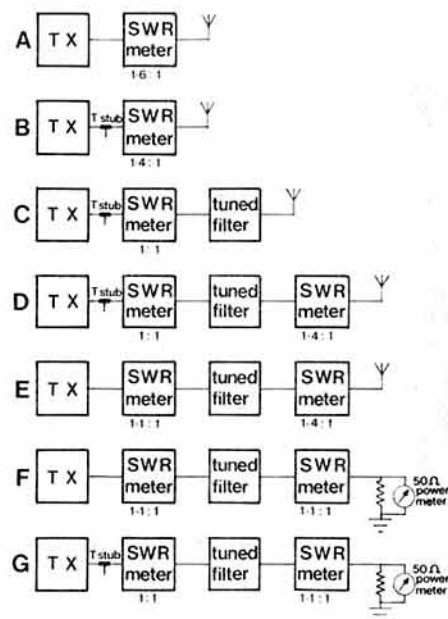 A TX SWR meter
1·6:1
B TX T stub SWR meter
1·4:1
C TX T stub SWR meter tuned filter
1:1
D TX T stub SWR meter tuned filter SWR meter
1:1 1·4:1
E TX SWR meter tuned filter SWR meter
1·1:1 1·4:1
F TX SWR meter tuned filter SWR meter 50Ω power meter
1·1:1 1·1:1
G TX T stub SWR meter tuned filter SWR meter 50Ω power meter
1:1 1·1:1